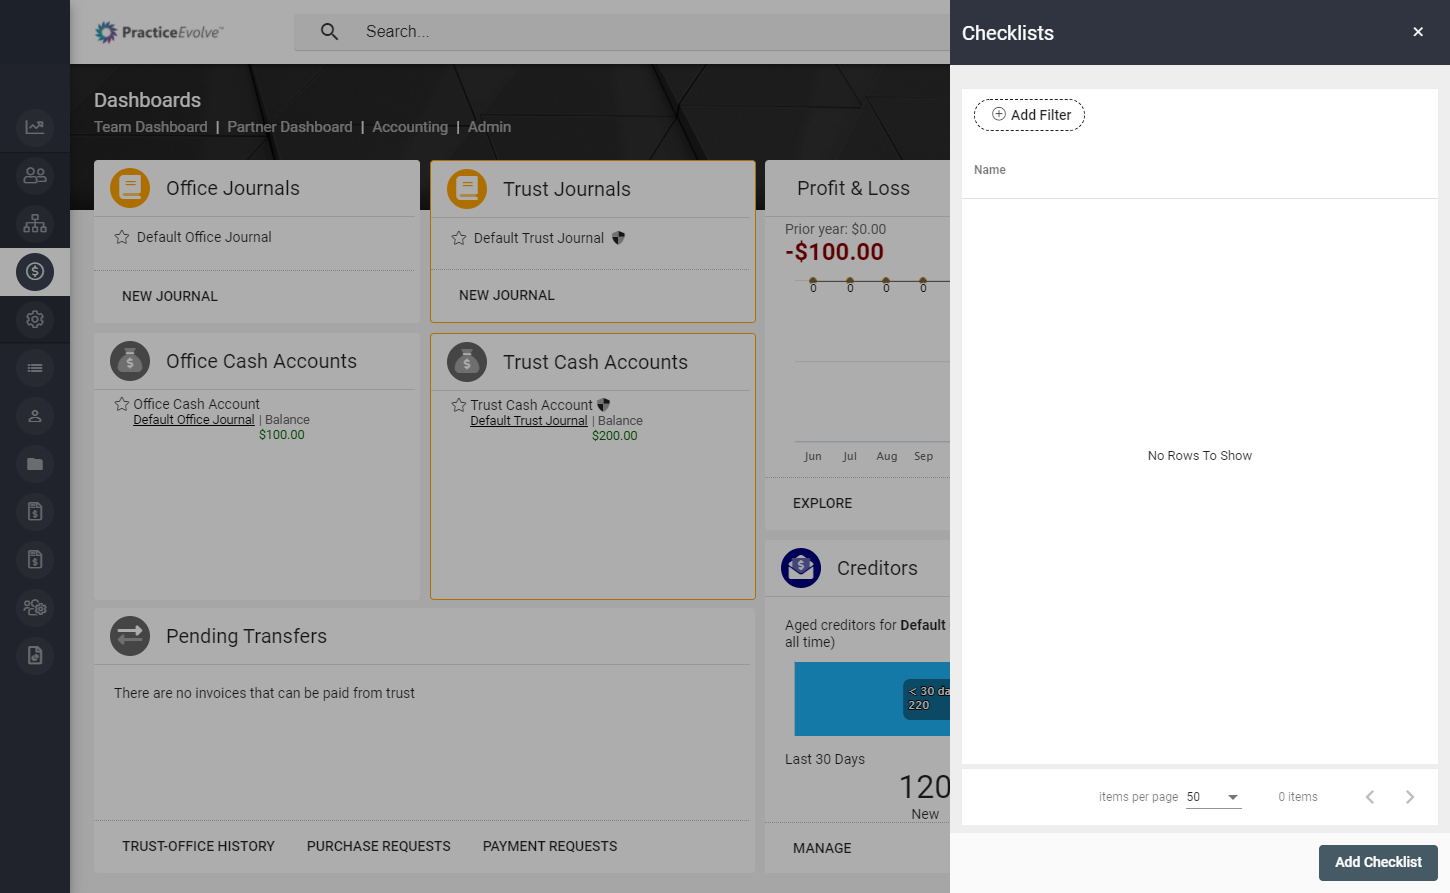 PracticeEvolve™
Search...
Dashboards
Team Dashboard | Partner Dashboard | Accounting | Admin
Office Journals
Default Office Journal
NEW JOURNAL
Trust Journals
Default Trust Journal
NEW JOURNAL
Profit & Loss
Prior year: $0.00
-$100.00
0 0 0 0
Jun Jul Aug Sep
EXPLORE
Office Cash Accounts
Office Cash Account
Default Office Journal | Balance
$100.00
Trust Cash Accounts
Trust Cash Account
Default Trust Journal | Balance
$200.00
Creditors
Aged creditors for Default
all time)
< 30 da
220
Last 30 Days
120
New
MANAGE
Pending Transfers
There are no invoices that can be paid from trust
TRUST-OFFICE HISTORY PURCHASE REQUESTS PAYMENT REQUESTS
Checklists
Add Filter
Name
No Rows To Show
items per page 50 0 items
Add Checklist